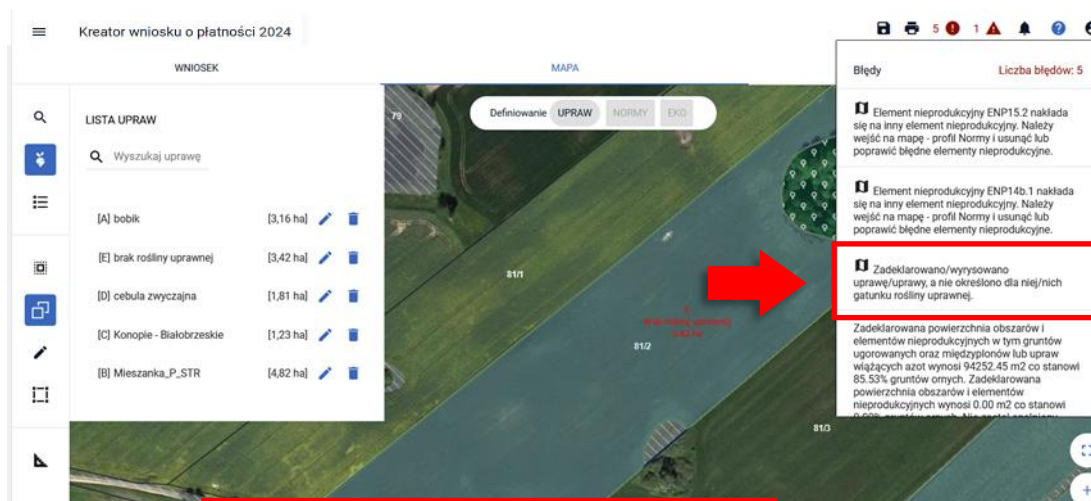 Kreator wniosku o płatności 2024
5 1
WNIOSEK
MAPA
LISTA UPRAW
Wyszukaj uprawę
[A] bobik [3,16 ha]
[E] brak rośliny uprawnej [3,42 ha]
[D] cebula zwyczajna [1,81 ha]
[C] Konopie - Białobrzeskie [1,23 ha]
[B] Mieszanka_P_STR [4,82 ha]
Definiowanie UPRAW NORMY EKO
79
81/1
81/2
81/3
Błędy Liczba błędów: 5
Element nieprodukcyjny ENP15.2 nakłada
się na inny element nieprodukcyjny. Należy
wejść na mapę - profil Normy i usunąć lub
poprawić błędne elementy nieprodukcyjne.
Element nieprodukcyjny ENP14b.1 nakłada
się na inny element nieprodukcyjny. Należy
wejść na mapę - profil Normy i usunąć lub
poprawić błędne elementy nieprodukcyjne.
Zadeklarowano/wyrysowano
uprawę/uprawy, a nie określono dla niej/nich
gatunku rośliny uprawnej.
Zadeklarowana powierzchnia obszarów i
elementów nieprodukcyjnych w tym gruntów
ugorowanych oraz międzyplonów lub upraw
wiążących azot wynosi 94252.45 m2 co stanowi
85.53% gruntów ornych. Zadeklarowana
powierzchnia obszarów i elementów
nieprodukcyjnych wynosi 0.00 m2 co stanowi